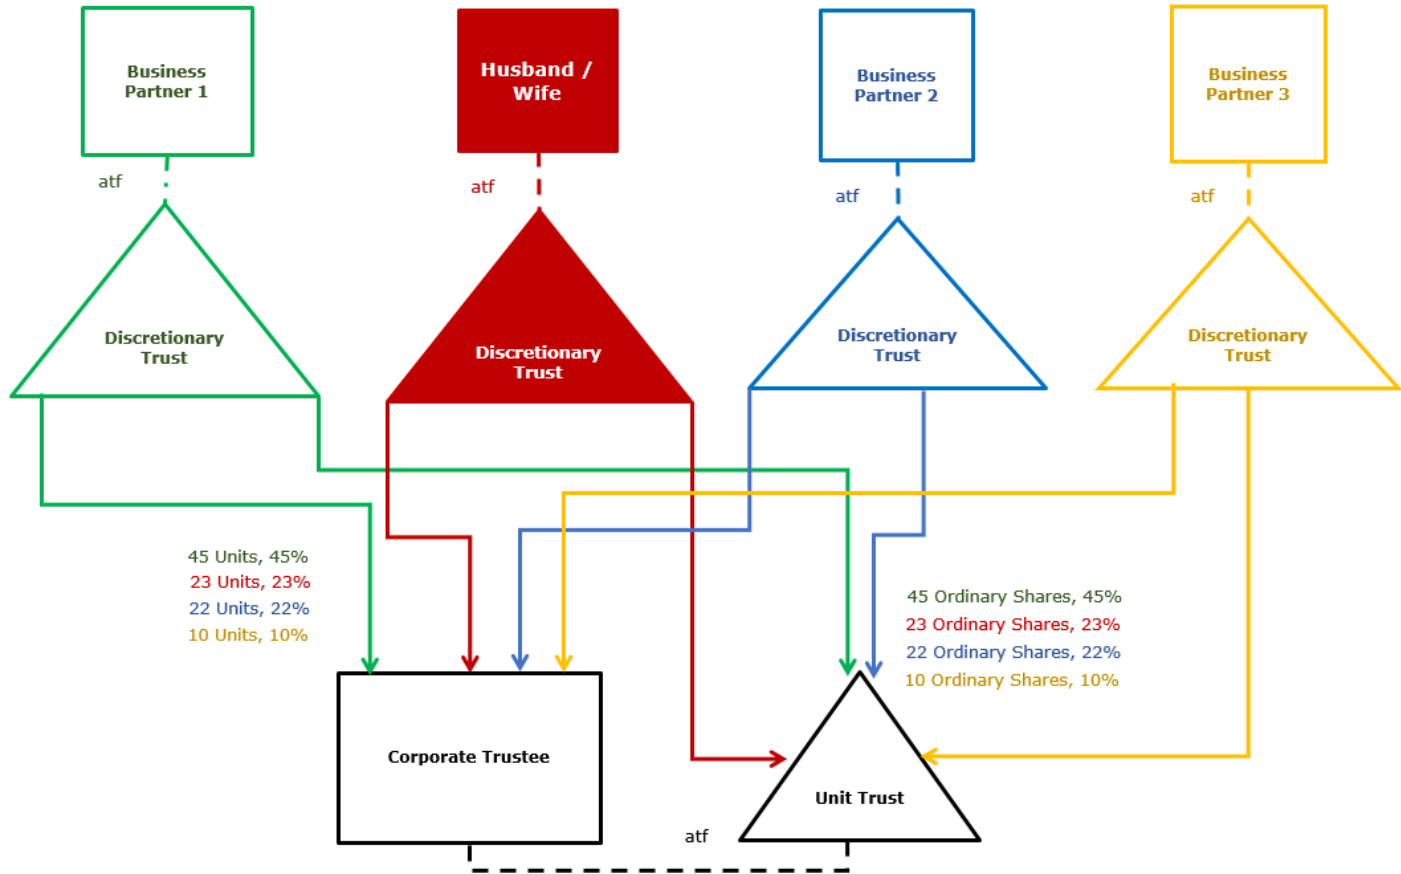 Business
Partner 1
Husband /
Wife
Business
Partner 2
Business
Partner 3
atf
atf
atf
atf
Discretionary
Trust
Discretionary
Trust
Discretionary
Trust
Discretionary
Trust
45 Units, 45%
23 Units, 23%
22 Units, 22%
10 Units, 10%
45 Ordinary Shares, 45%
23 Ordinary Shares, 23%
22 Ordinary Shares, 22%
10 Ordinary Shares, 10%
Corporate Trustee
Unit Trust
atf